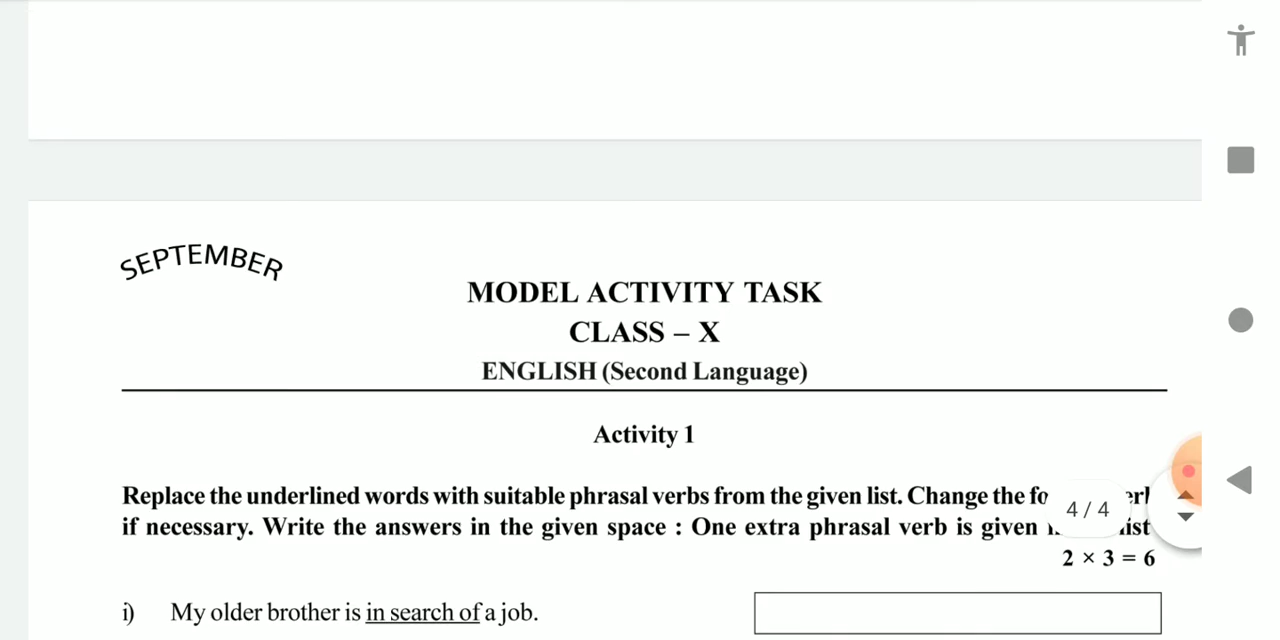 SEPTEMBER
MODEL ACTIVITY TASK
CLASS – X
ENGLISH (Second Language)
Activity 1
Replace the underlined words with suitable phrasal verbs from the given list. Change the
if necessary. Write the answers in the given space : One extra phrasal verb is given
4 / 4
2 × 3 = 6
i) My older brother is in search of a job.